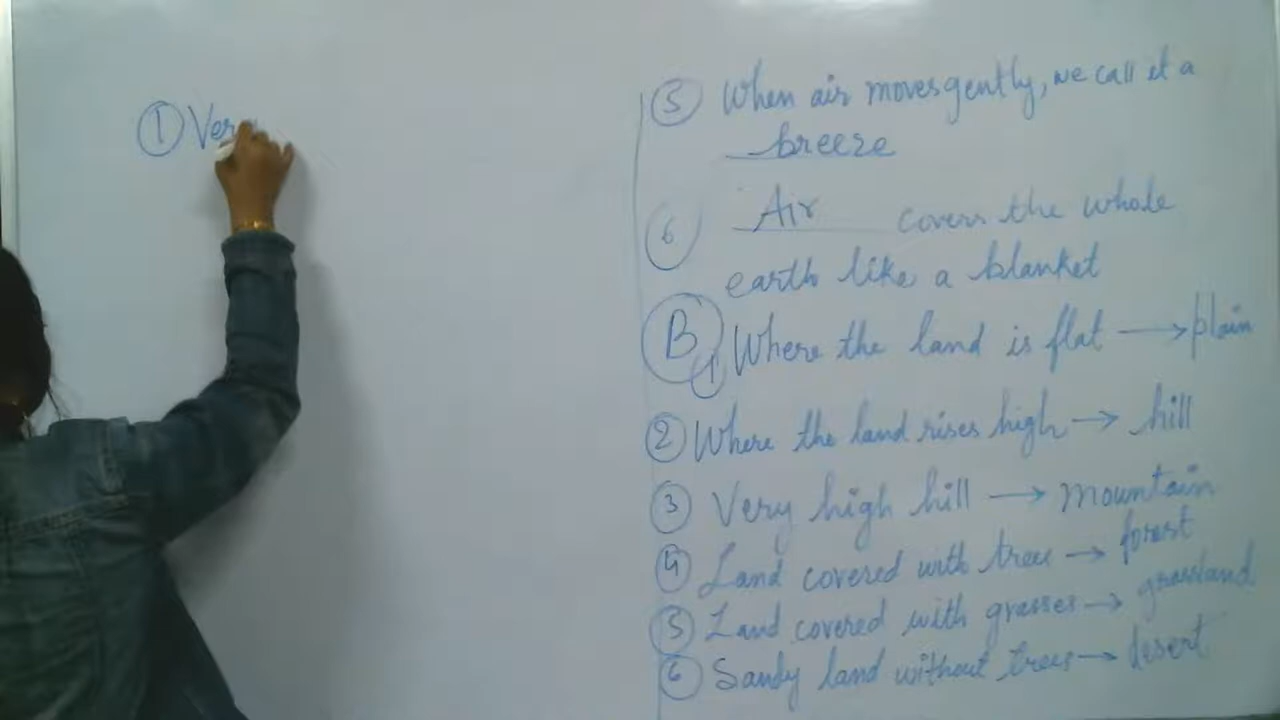 ① Ver
⑤ When air moves gently, we call it a
breeze
⑥ Air covers the whole
earth like a blanket
Ⓑ ① Where the land is flat → plain
② Where the land rises high → hill
③ Very high hill → mountain
④ Land covered with trees → forest
⑤ Land covered with grasses → grassland
⑥ Sandy land without trees → desert